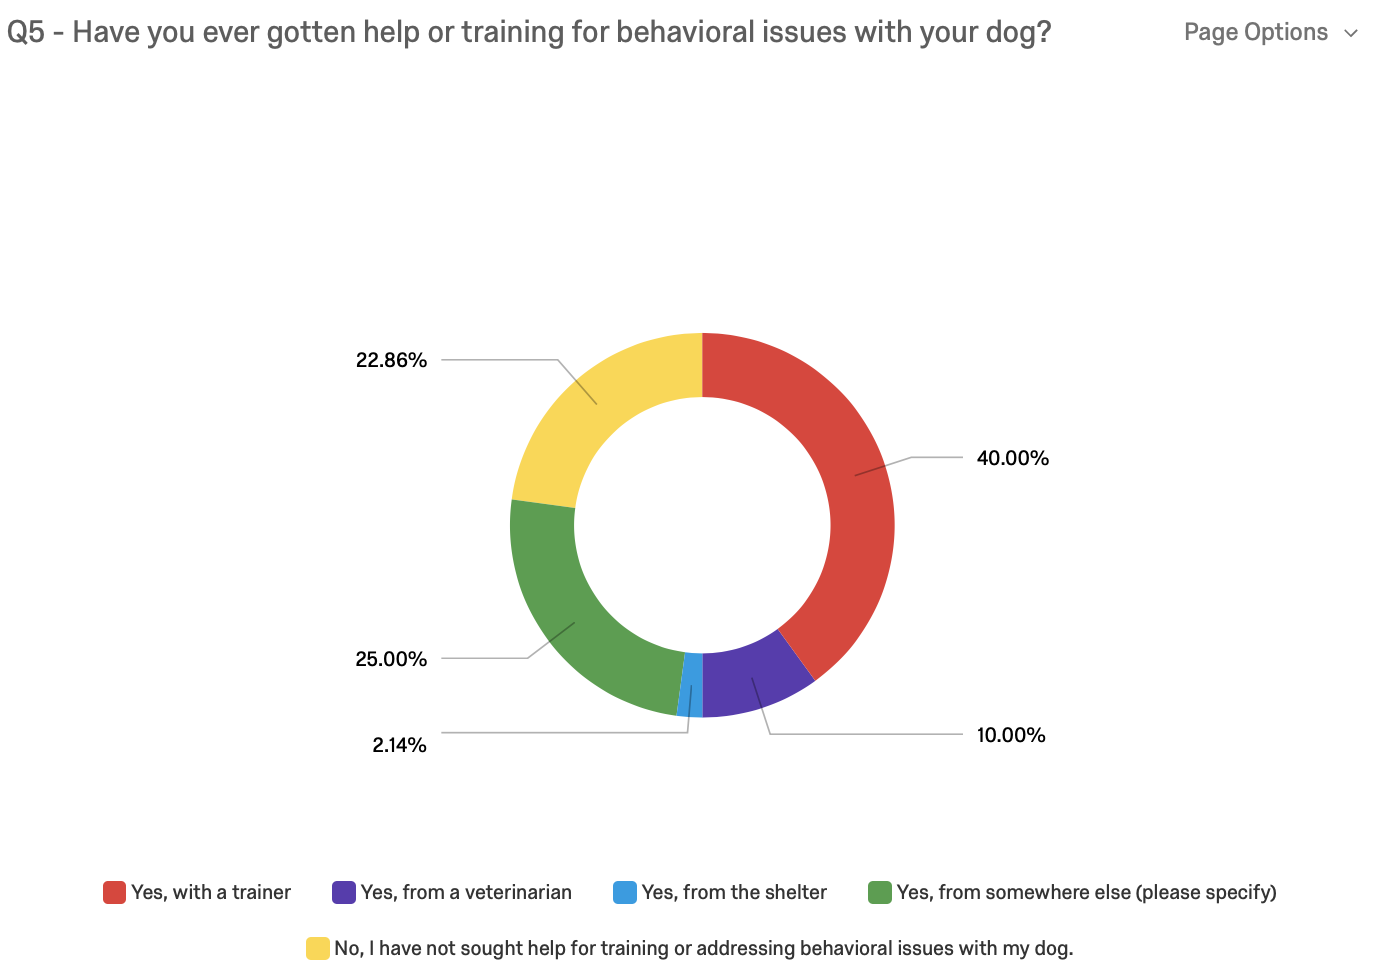 Q5 - Have you ever gotten help or training for behavioral issues with your dog?
Page Options
22.86%
40.00%
25.00%
2.14%
10.00%
Yes, with a trainer
Yes, from a veterinarian
Yes, from the shelter
Yes, from somewhere else (please specify)
No, I have not sought help for training or addressing behavioral issues with my dog.